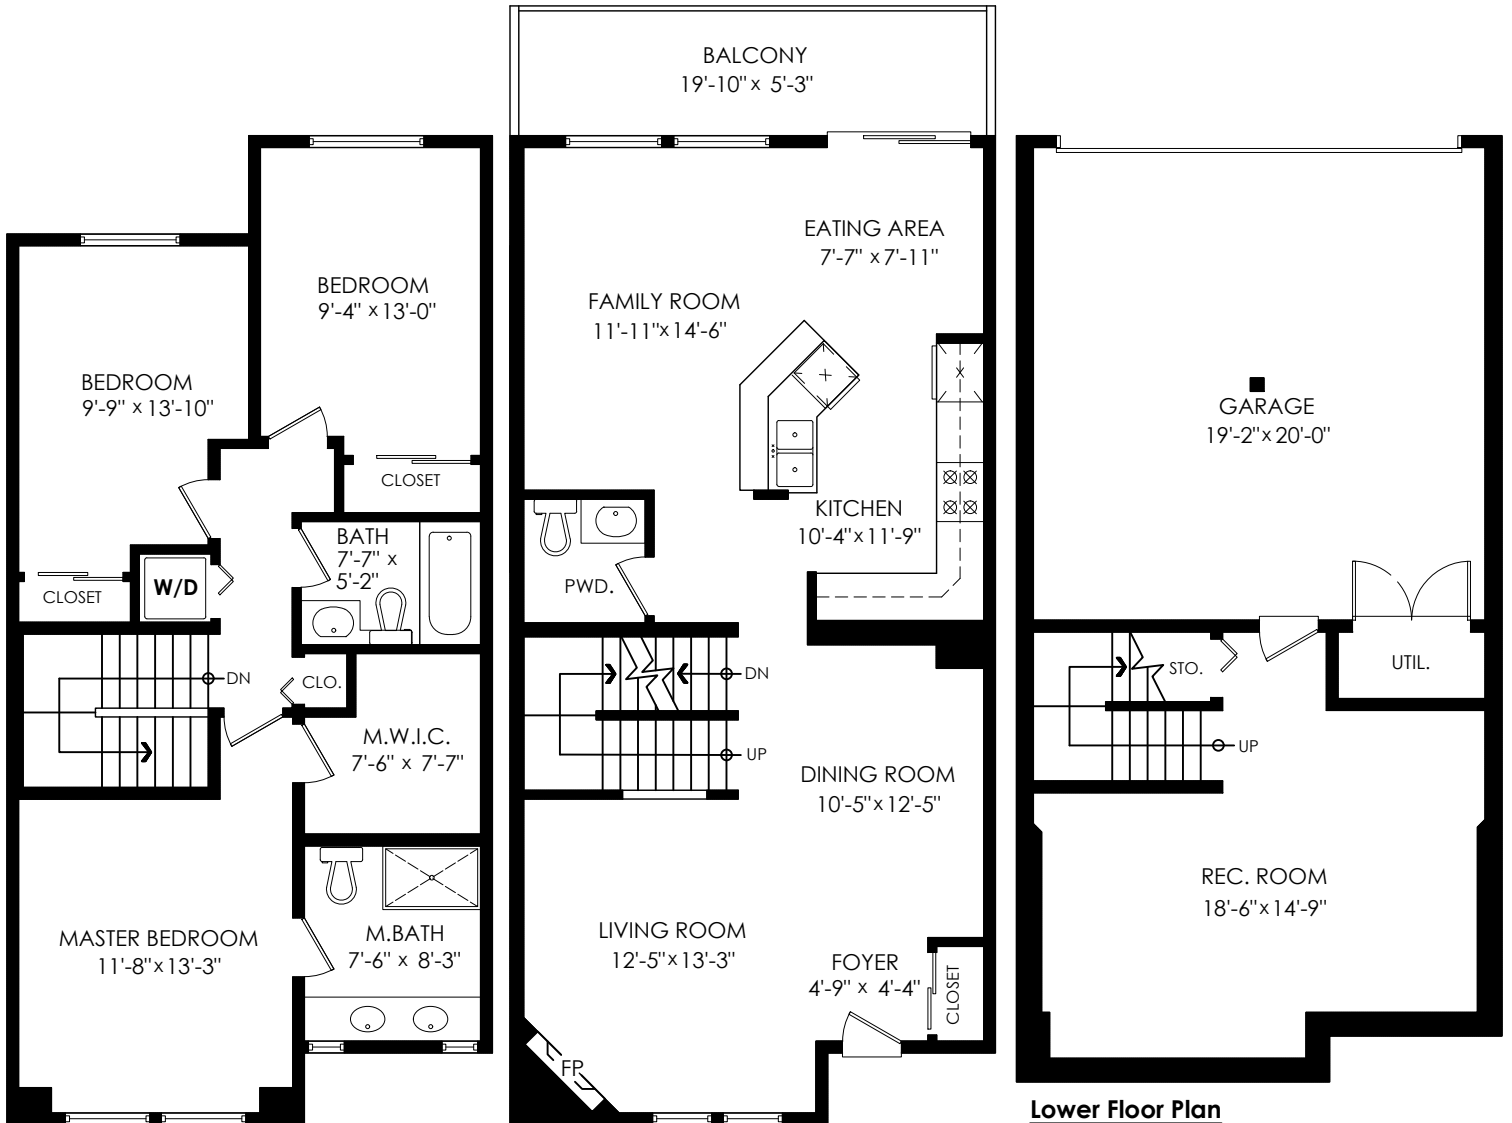 BALCONY
19'-10" x 5'-3"
BEDROOM
9'-4" x 13'-0"
BEDROOM
9'-9" x 13'-10"
CLOSET
CLOSET
W/D
BATH
7'-7" x
5'-2"
DN
CLO.
M.W.I.C.
7'-6" x 7'-7"
MASTER BEDROOM
11'-8" x 13'-3"
M.BATH
7'-6" x 8'-3"
EATING AREA
7'-7" x 7'-11"
FAMILY ROOM
11'-11" x 14'-6"
KITCHEN
10'-4" x 11'-9"
PWD.
DN
UP
DINING ROOM
10'-5" x 12'-5"
LIVING ROOM
12'-5" x 13'-3"
FOYER
4'-9" x 4'-4"
CLOSET
FP
GARAGE
19'-2" x 20'-0"
STO.
UTIL.
UP
REC. ROOM
18'-6" x 14'-9"
Lower Floor Plan